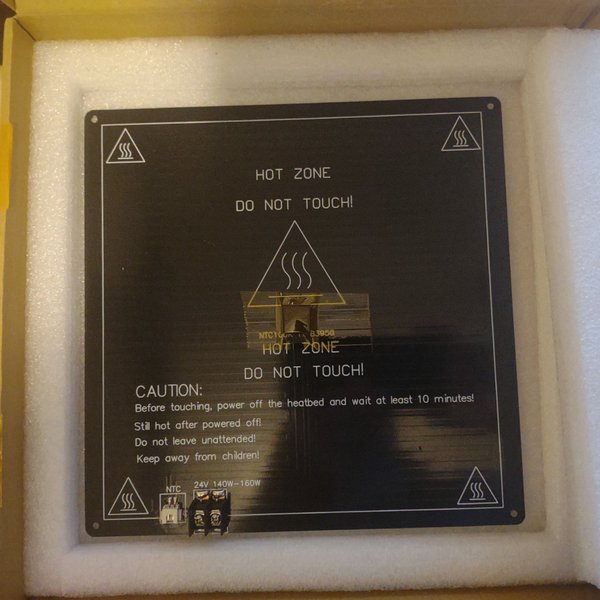 HOT ZONE
DO NOT TOUCH!
HOT ZONE
DO NOT TOUCH!
CAUTION:
Before touching, power off the heatbed and wait at least 10 minutes!
Still hot after powered off!
Do not leave unattended!
Keep away from children!
NTC 24V 140W-160W